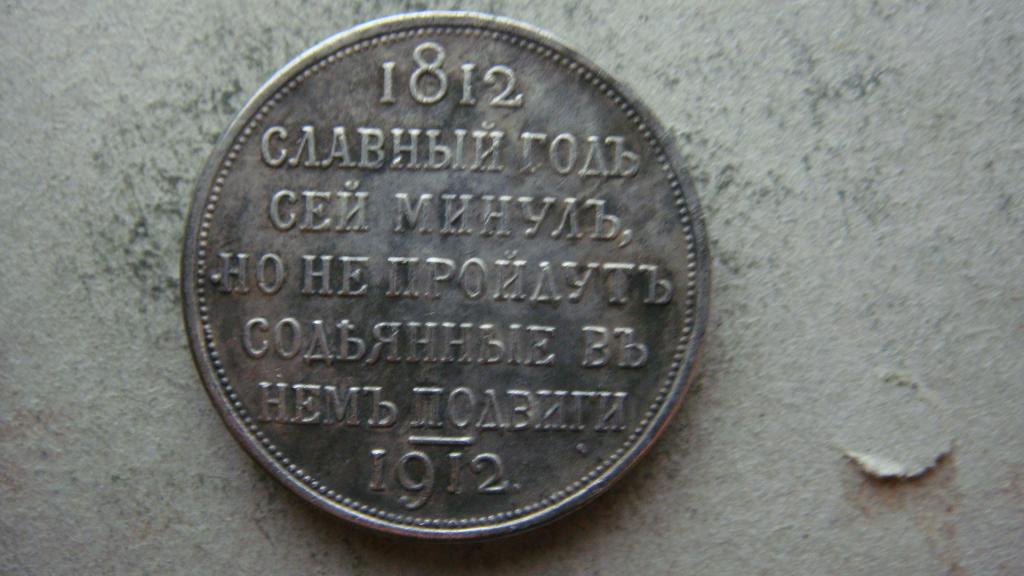 1812
СЛАВНЫЙ ГОДЪ
СЕЙ МИНУЛЪ,
НО НЕ ПРОЙДУТЪ
СОДѢЯННЫЕ ВЪ
НЕМЪ ПОДВИГИ
1912.